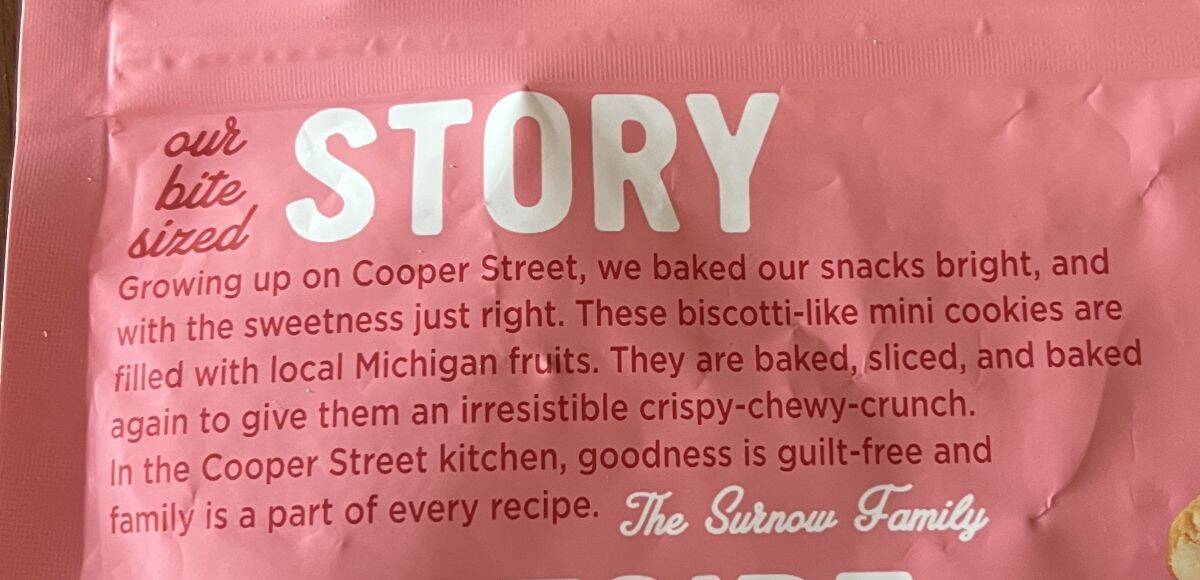 our
bite
sized
STORY
Growing up on Cooper Street, we baked our snacks bright, and
with the sweetness just right. These biscotti-like mini cookies are
filled with local Michigan fruits. They are baked, sliced, and baked
again to give them an irresistible crispy-chewy-crunch.
In the Cooper Street kitchen, goodness is guilt-free and
family is a part of every recipe. The Surnow Family